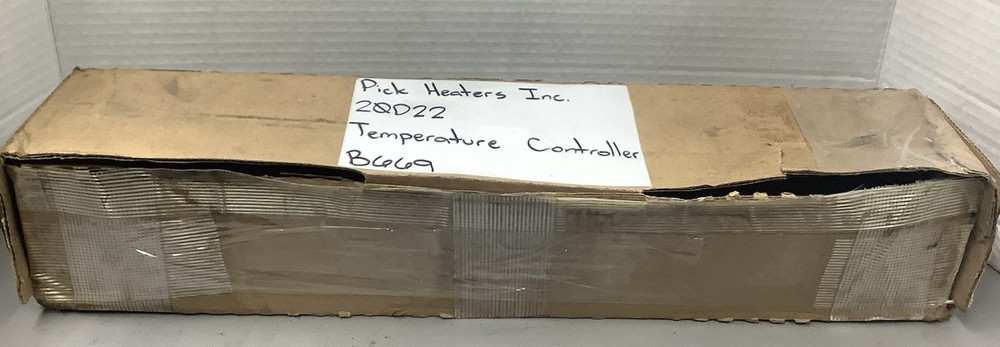 Pick Heaters Inc.
2QD22
Temperature Controller
B669